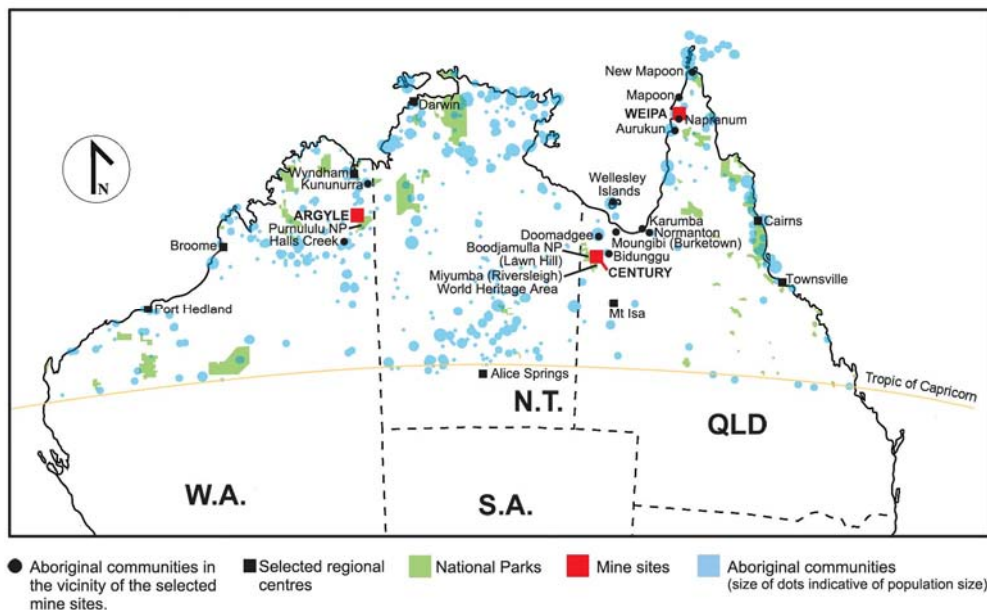 New Mapoon
Mapoon
WEIPA
Napranum
Aurukun
Darwin
Wyndham
Kununurra
Wellesley
Islands
ARGYLE
Purnululu NP
Halls Creek
Karumba
Normanton
Cairns
Doomadgee
Moungibi (Burketown)
Broome
Boodjamulla NP
(Lawn Hill)
Bidunggu
CENTURY
Miyumba (Riversleigh)
World Heritage Area
Townsville
Port Hedland
Mt Isa
Alice Springs
Tropic of Capricorn
N.T.
QLD
W.A.
S.A.
N
Aboriginal communities in
the vicinity of the selected
mine sites.
Selected regional
centres
National Parks
Mine sites
Aboriginal communities
(size of dots indicative of population size)